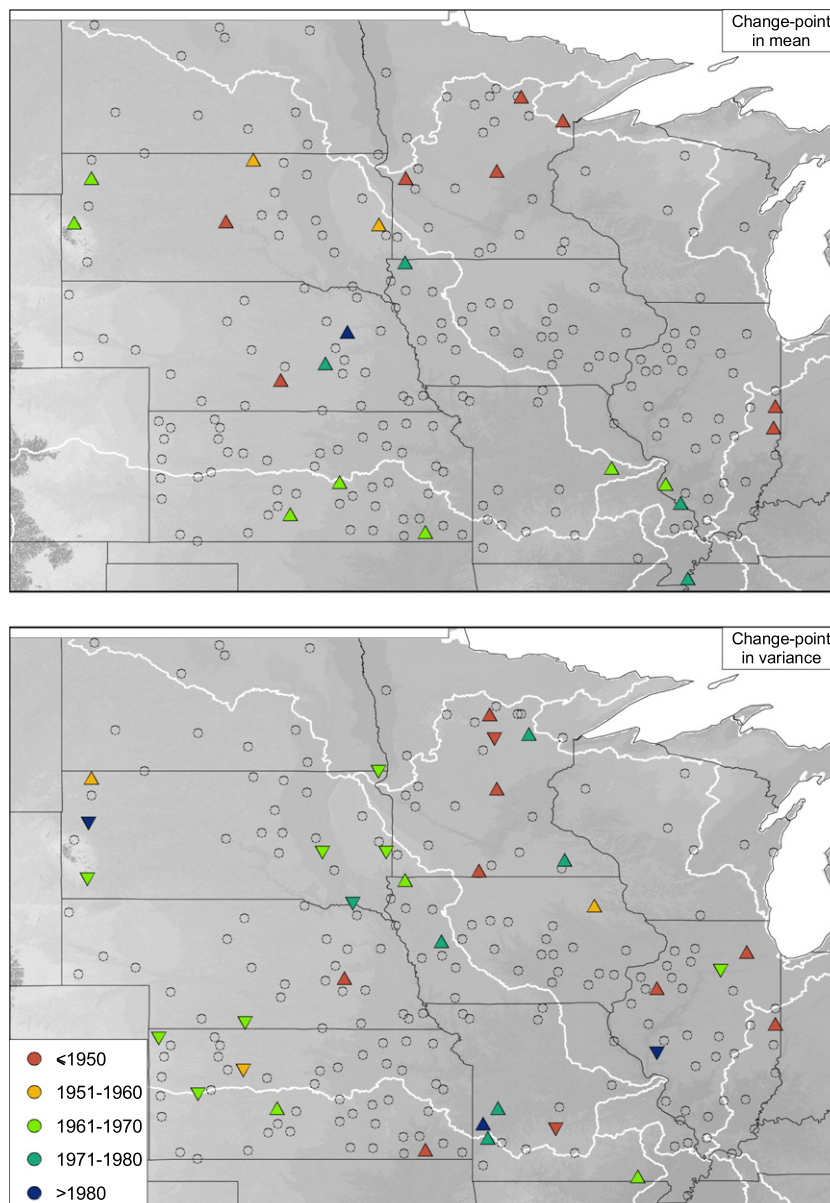 Change-point
in mean
Change-point
in variance
⩽1950
1951-1960
1961-1970
1971-1980
>1980